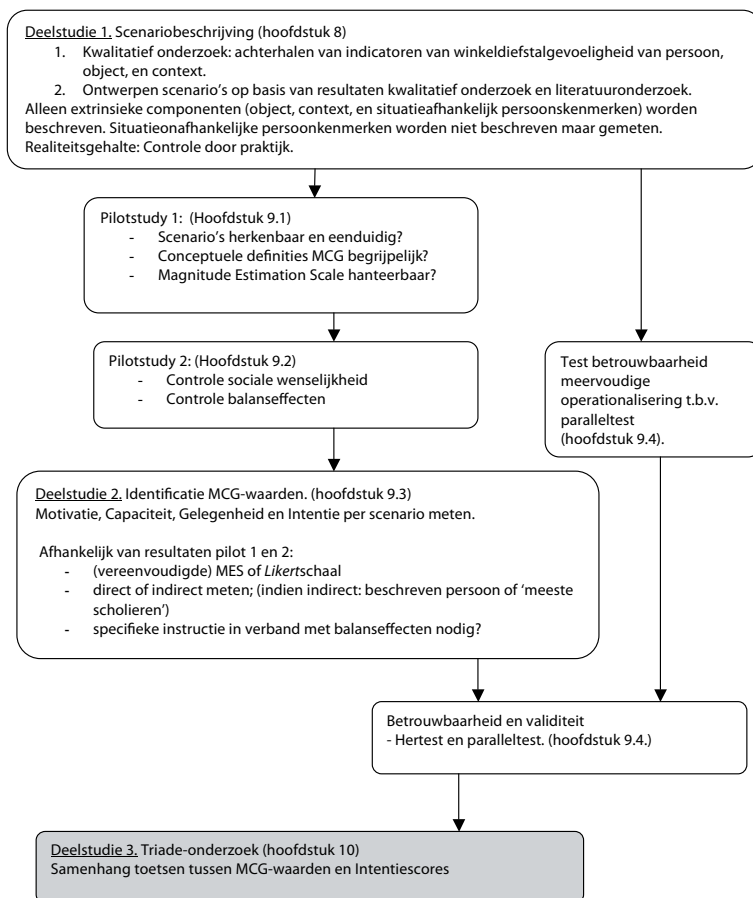 Deelstudie 1. Scenariobeschrijving (hoofdstuk 8)
1. Kwalitatief onderzoek: achterhalen van indicatoren van winkeldiefstalgevoeligheid van persoon,
object, en context.
2. Ontwerpen scenario's op basis van resultaten kwalitatief onderzoek en literatuuronderzoek.
Alleen extrinsieke componenten (object, context, en situatieafhankelijk persoonskenmerken) worden
beschreven. Situatieonafhankelijke persoonkenmerken worden niet beschreven maar gemeten.
Realiteitsgehalte: Controle door praktijk.
Pilotstudy 1: (Hoofdstuk 9.1)
- Scenario's herkenbaar en eenduidig?
- Conceptuele definities MCG begrijpelijk?
- Magnitude Estimation Scale hanteerbaar?
Pilotstudy 2: (Hoofdstuk 9.2)
- Controle sociale wenselijkheid
- Controle balanseffecten
Test betrouwbaarheid
meervoudige
operationalisering t.b.v.
paralleltest
(hoofdstuk 9.4).
Deelstudie 2. Identificatie MCG-waarden. (hoofdstuk 9.3)
Motivatie, Capaciteit, Gelegenheid en Intentie per scenario meten.
Afhankelijk van resultaten pilot 1 en 2:
- (vereenvoudigde) MES of Likertschaal
- direct of indirect meten; (indien indirect: beschreven persoon of 'meeste
scholieren')
- specifieke instructie in verband met balanseffecten nodig?
Betrouwbaarheid en validiteit
- Hertest en paralleltest. (hoofdstuk 9.4.)
Deelstudie 3. Triade-onderzoek (hoofdstuk 10)
Samenhang toetsen tussen MCG-waarden en Intentiescores